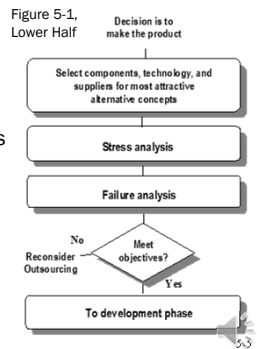 Figure 5-1,
Lower Half
Decision is to
make the product
Select components, technology, and
suppliers for most attractive
alternative concepts
s
Stress analysis
Failure analysis
No
Meet
objectives?
Reconsider
Outsourcing
Yes
To development phase
5-3